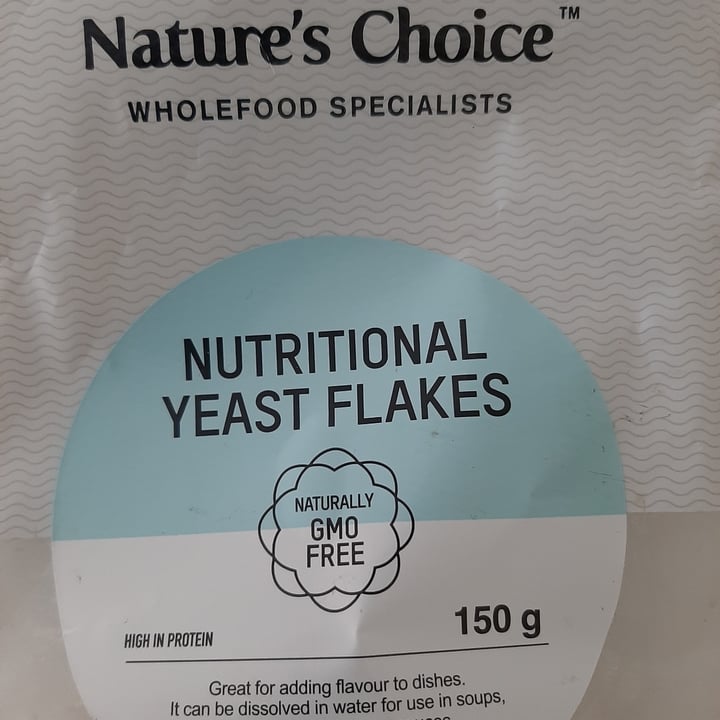 Nature's Choice™
WHOLEFOOD SPECIALISTS
NUTRITIONAL
YEAST FLAKES
NATURALLY
GMO
FREE
150 g
HIGH IN PROTEIN
Great for adding flavour to dishes.
It can be dissolved in water for use in soups,